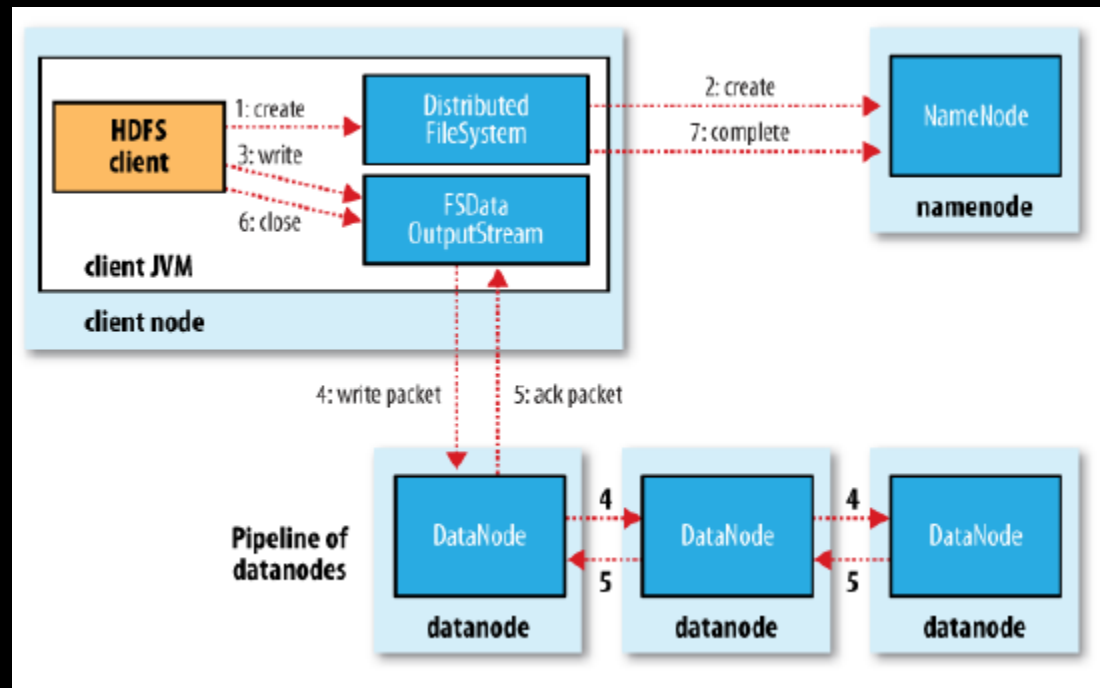 HDFS
client
1: create
3: write
6: close
Distributed
FileSystem
FSData
OutputStream
client JVM
client node
2: create
7: complete
NameNode
namenode
4: write packet
5: ack packet
Pipeline of
datanodes
DataNode
4
5
DataNode
4
5
DataNode
datanode
datanode
datanode